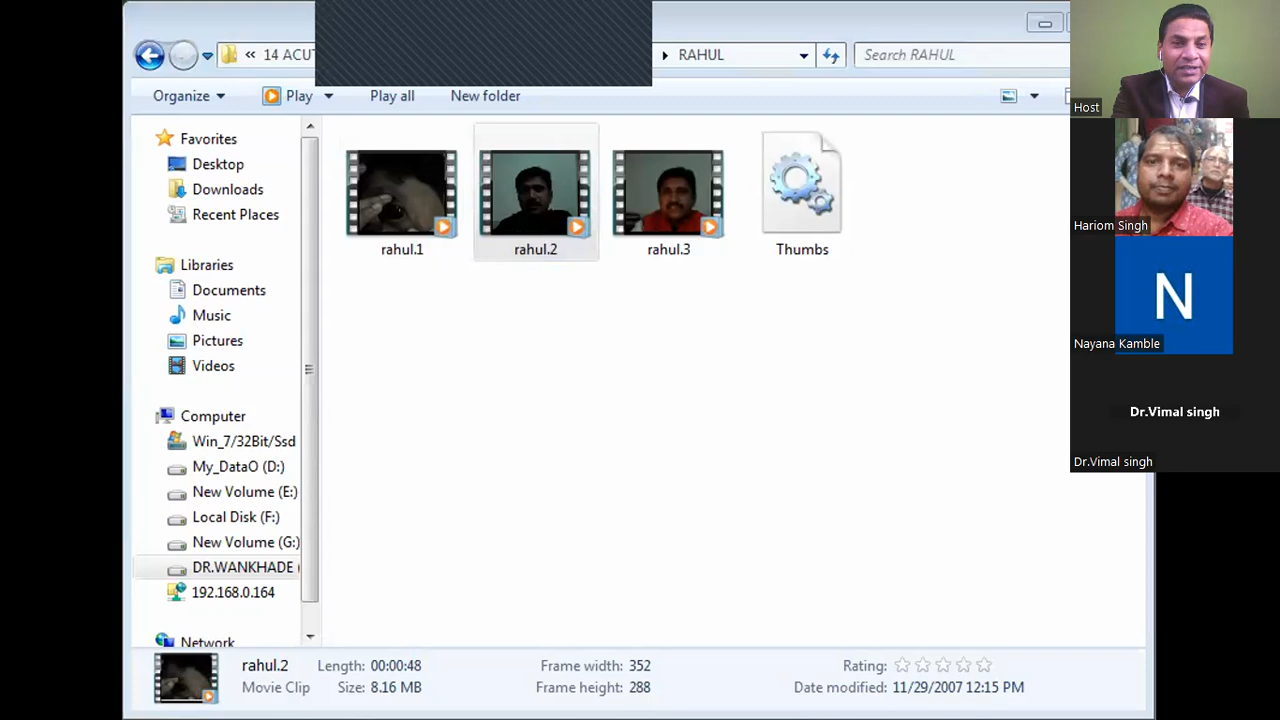 « 14 ACUT
RAHUL
Search RAHUL
Organize
Play
Play all
New folder
Favorites
Desktop
Downloads
Recent Places
Libraries
Documents
Music
Pictures
Videos
Computer
Win_7/32Bit/Ssd
My_DataO (D:)
New Volume (E:)
Local Disk (F:)
New Volume (G:)
DR.WANKHADE (
192.168.0.164
Network
rahul.1
rahul.2
rahul.3
Thumbs
rahul.2 Length: 00:00:48 Frame width: 352 Rating:
Movie Clip Size: 8.16 MB Frame height: 288 Date modified: 11/29/2007 12:15 PM
Host
Hariom Singh
N
Nayana Kamble
Dr.Vimal singh
Dr.Vimal singh